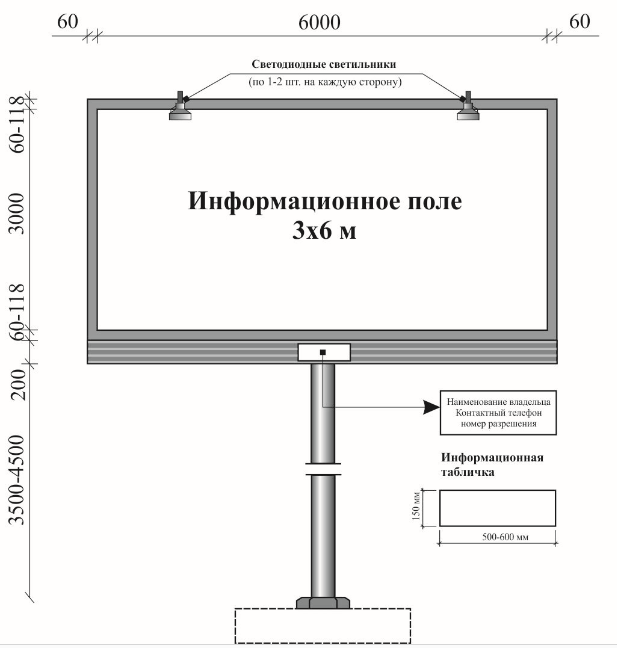 60
6000
60
Светодиодные светильники
(по 1-2 шт. на каждую сторону)
60-118
3000
60-118
200
3500-4500
Информационное поле
3х6 м
Наименование владельца
Контактный телефон
номер разрешения
Информационная
табличка
150 мм
500-600 мм